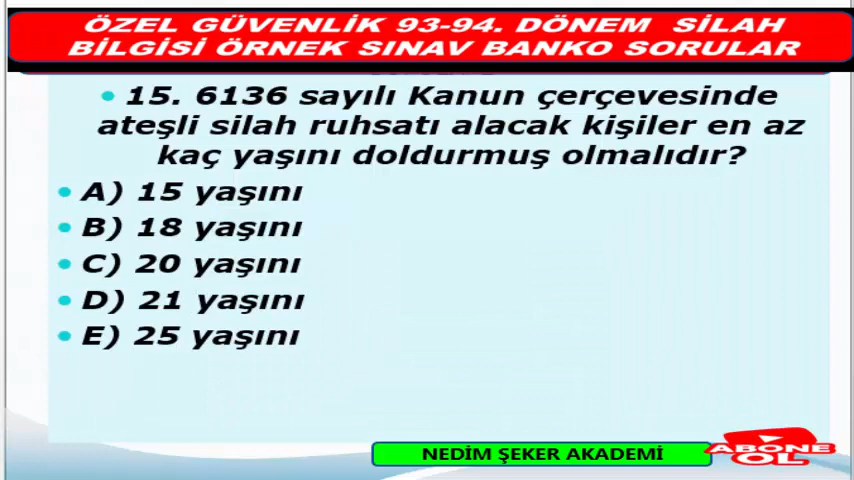 ÖZEL GÜVENLİK 93-94. DÖNEM SİLAH
BİLGİSİ ÖRNEK SINAV BANKO SORULAR
• 15. 6136 sayılı Kanun çerçevesinde
ateşli silah ruhsatı alacak kişiler en az
kaç yaşını doldurmuş olmalıdır?
• A) 15 yaşını
• B) 18 yaşını
• C) 20 yaşını
• D) 21 yaşını
• E) 25 yaşını
NEDİM ŞEKER AKADEMİ
ABONE
OL